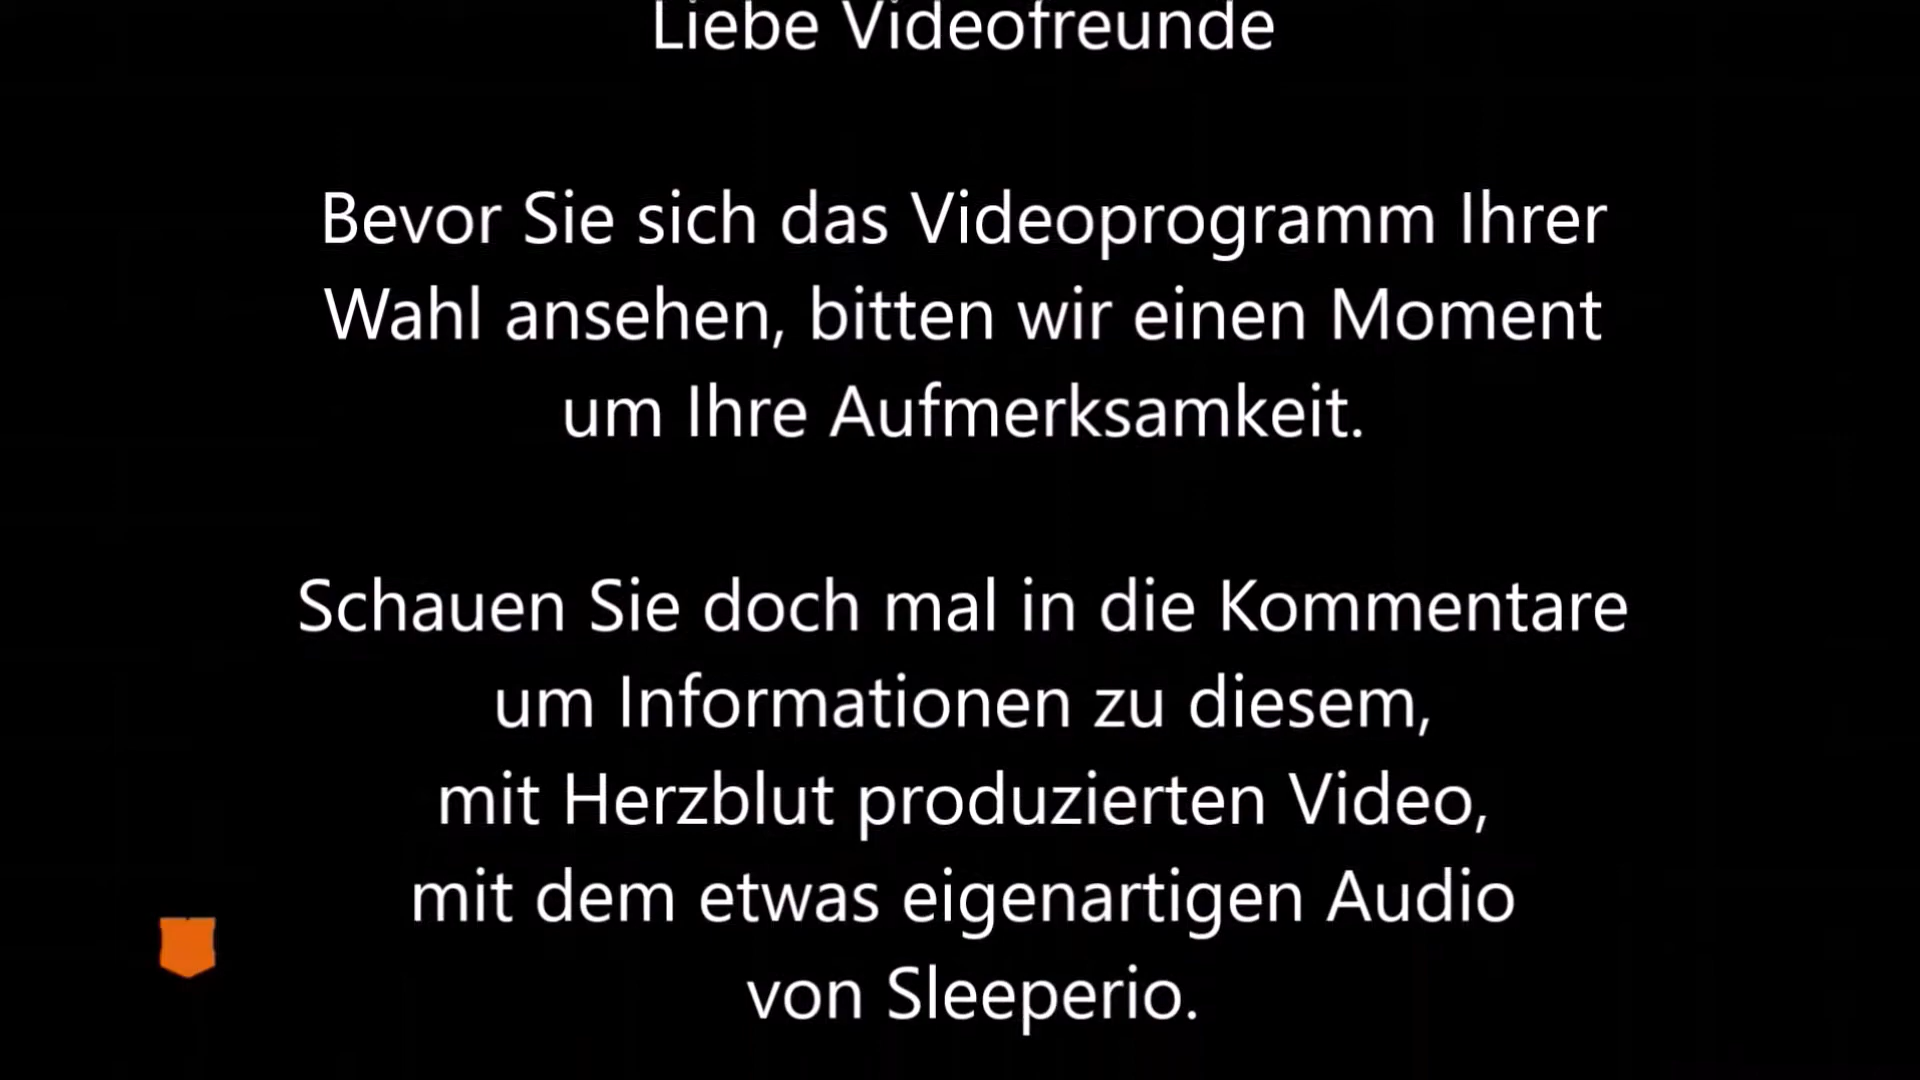 Liebe Videofreunde
Bevor Sie sich das Videoprogramm Ihrer
Wahl ansehen, bitten wir einen Moment
um Ihre Aufmerksamkeit.
Schauen Sie doch mal in die Kommentare
um Informationen zu diesem,
mit Herzblut produzierten Video,
mit dem etwas eigenartigen Audio
von Sleeperio.